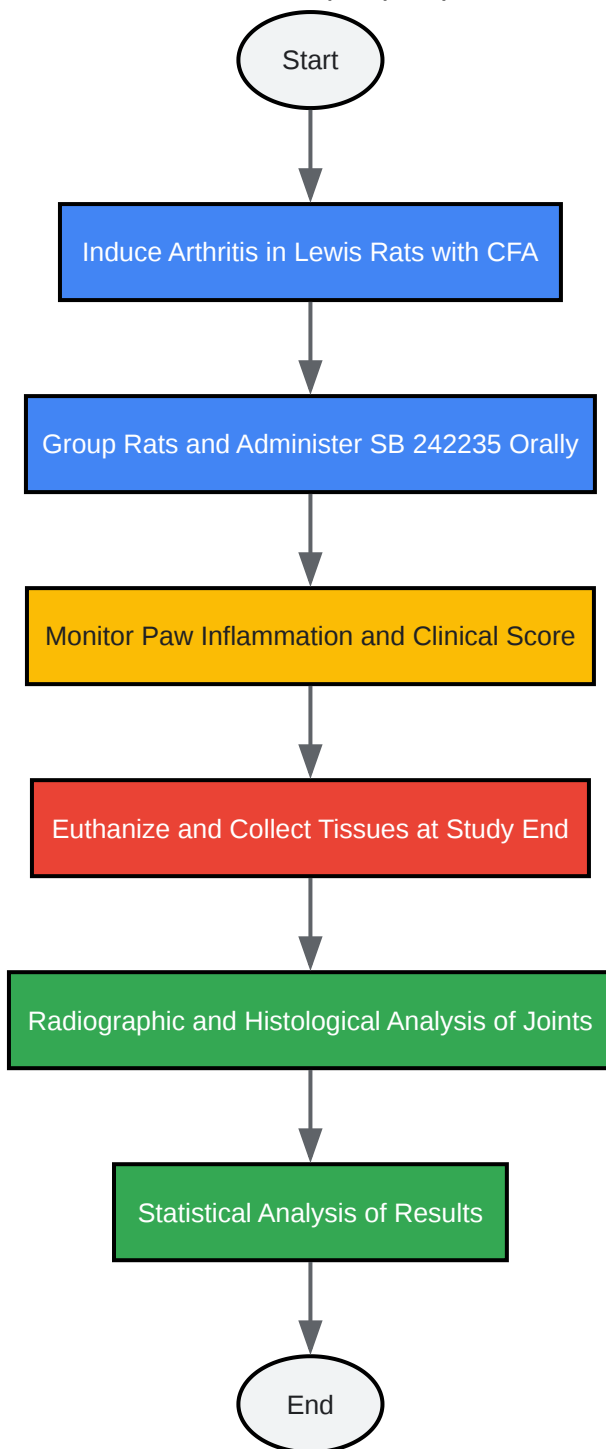 Start
Induce Arthritis in Lewis Rats with CFA
Group Rats and Administer SB 242235 Orally
Monitor Paw Inflammation and Clinical Score
Euthanize and Collect Tissues at Study End
Radiographic and Histological Analysis of Joints
Statistical Analysis of Results
End